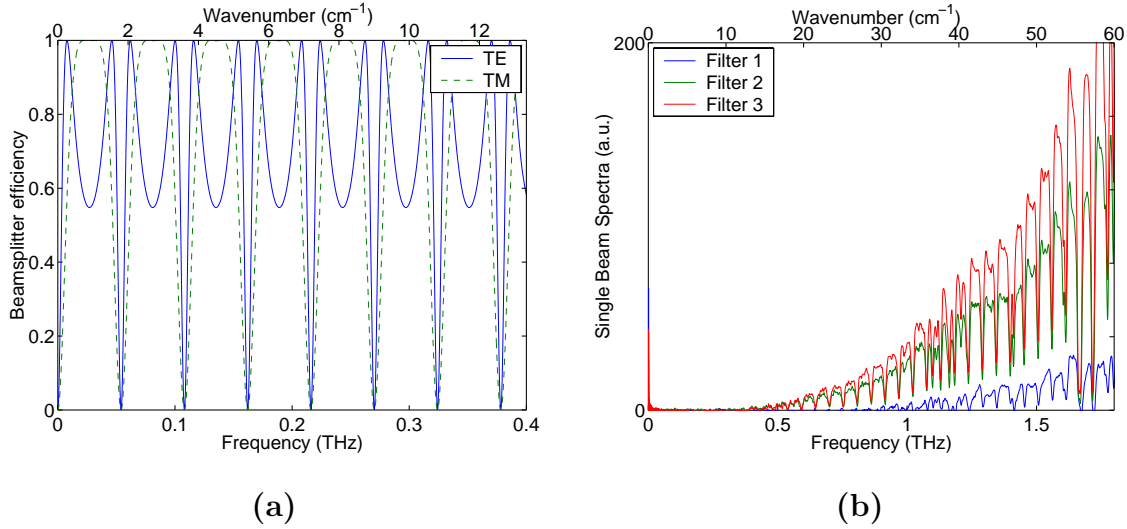 Wavenumber (cm⁻¹)
0 2 4 6 8 10 12
1
0.8
0.6
0.4
0.2
0
Beamsplitter efficiency
TE
TM
0 0.1 0.2 0.3 0.4
Frequency (THz)
(a)
Wavenumber (cm⁻¹)
0 10 20 30 40 50 60
200
0
Single Beam Spectra (a.u.)
Filter 1
Filter 2
Filter 3
0 0.5 1 1.5
Frequency (THz)
(b)